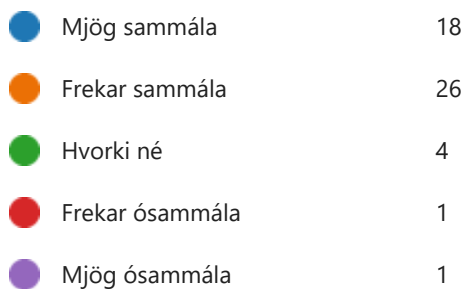 Mjög sammála 18
Frekar sammála 26
Hvorki né 4
Frekar ósammála 1
Mjög ósammála 1